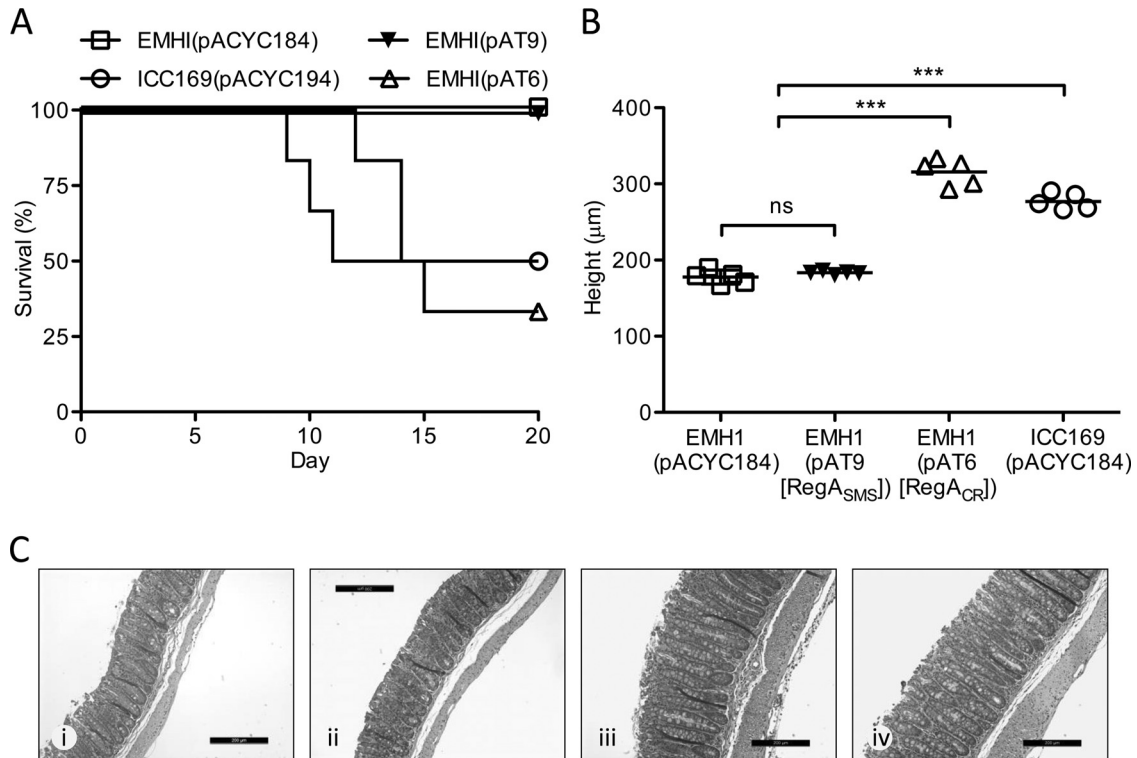 A
EMHI(pACYC184)
EMHI(pAT9)
ICC169(pACYC194)
EMHI(pAT6)
100
75
50
25
0
Survival (%)
0 5 10 15 20
Day
B
***
***
ns
400
300
200
100
0
Height (μm)
EMH1 EMH1 EMH1 ICC169
(pACYC184) (pAT9 (pAT6 (pACYC184)
[RegASMS]) [RegACR])
C
i
ii
iii
iv